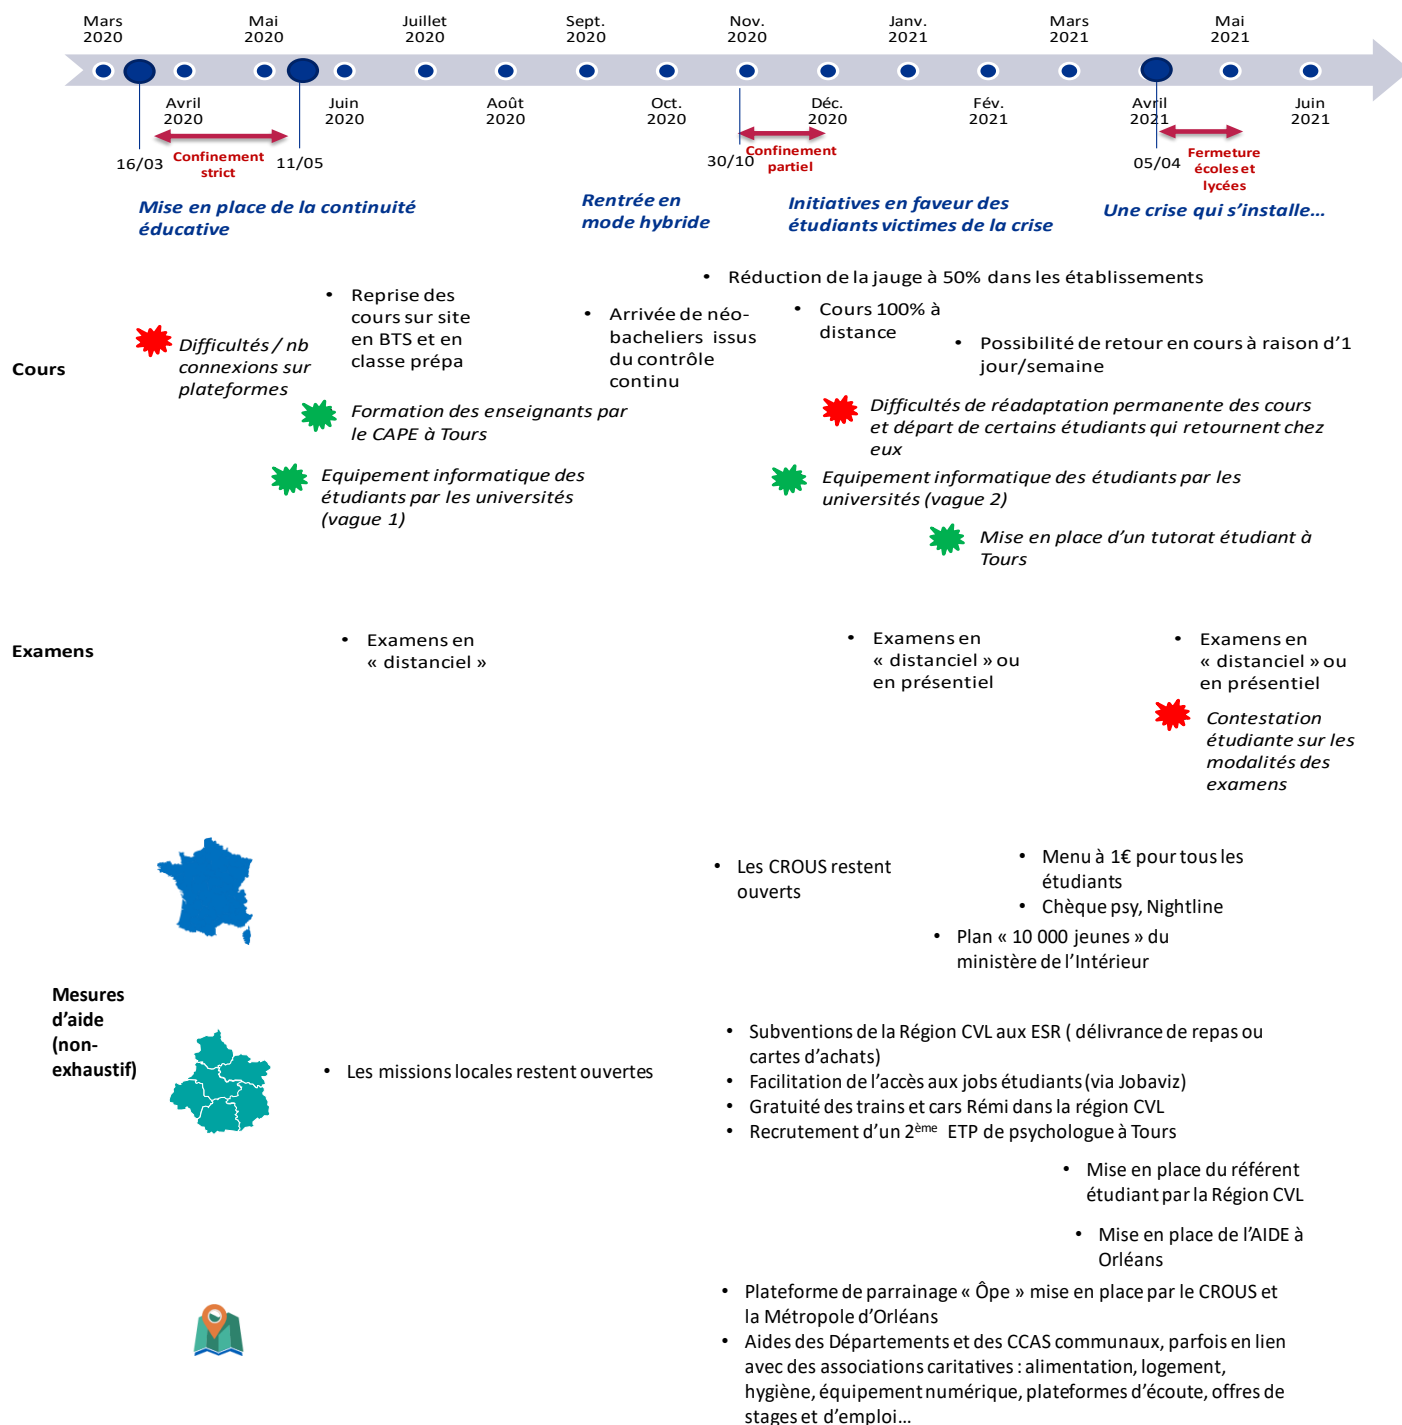 Mars
2020
Mai
2020
Juillet
2020
Sept.
2020
Nov.
2020
Janv.
2021
Mars
2021
Mai
2021
Avril
2020
Juin
2020
Août
2020
Oct.
2020
Déc.
2020
Fév.
2021
Avril
2021
Juin
2021
16/03
Confinement
strict
11/05
30/10
Confinement
partiel
05/04
Fermeture
écoles et
lycées
Mise en place de la continuité
éducative
Rentrée en
mode hybride
Initiatives en faveur des
étudiants victimes de la crise
Une crise qui s’installe…
Cours
• Réduction de la jauge à 50% dans les établissements
• Reprise des
cours sur site
en BTS et en
classe prépa
• Arrivée de néo-
bacheliers issus
du contrôle
continu
• Cours 100% à
distance
• Possibilité de retour en cours à raison d’1
jour/semaine
Difficultés / nb
connexions sur
plateformes
Formation des enseignants par
le CAPE à Tours
Difficultés de réadaptation permanente des cours
et départ de certains étudiants qui retournent chez
eux
Equipement informatique des
étudiants par les universités
(vague 1)
Equipement informatique des étudiants par les
universités (vague 2)
Mise en place d’un tutorat étudiant à
Tours
Examens
• Examens en
« distanciel »
• Examens en
« distanciel » ou
en présentiel
• Examens en
« distanciel » ou
en présentiel
Contestation
étudiante sur les
modalités des
examens
Mesures
d’aide
(non-
exhaustif)
• Les CROUS restent
ouverts
• Menu à 1€ pour tous les
étudiants
• Chèque psy, Nightline
• Plan « 10 000 jeunes » du
ministère de l’Intérieur
• Les missions locales restent ouvertes
• Subventions de la Région CVL aux ESR ( délivrance de repas ou
cartes d’achats)
• Facilitation de l’accès aux jobs étudiants (via Jobaviz)
• Gratuité des trains et cars Rémi dans la région CVL
• Recrutement d’un 2ème ETP de psychologue à Tours
• Mise en place du référent
étudiant par la Région CVL
• Mise en place de l’AIDE à
Orléans
• Plateforme de parrainage « Ôpe » mise en place par le CROUS et
la Métropole d’Orléans
• Aides des Départements et des CCAS communaux, parfois en lien
avec des associations caritatives : alimentation, logement,
hygiène, équipement numérique, plateformes d’écoute, offres de
stages et d’emploi…